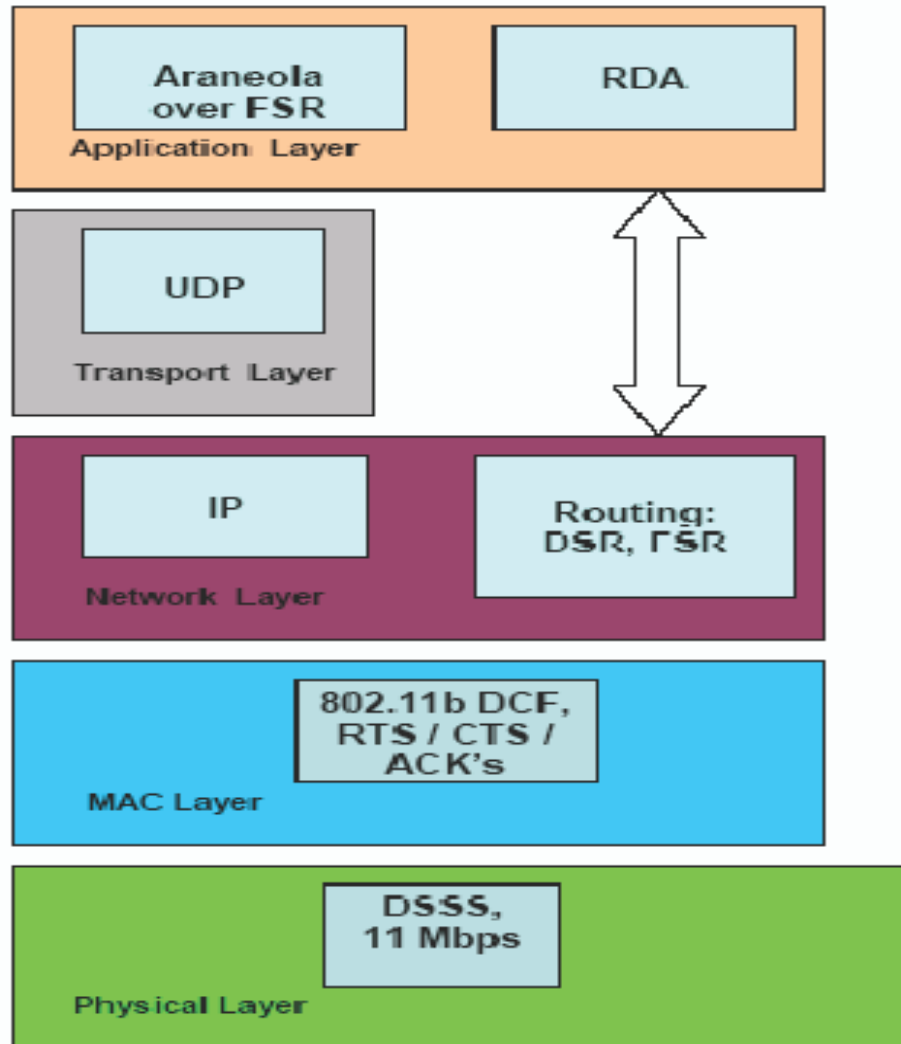 Araneola
over FSR
RDA
Application Layer
UDP
Transport Layer
IP
Routing:
DSR, FSR
Network Layer
802.11b DCF,
RTS / CTS /
ACK's
MAC Layer
DSSS,
11 Mbps
Physical Layer